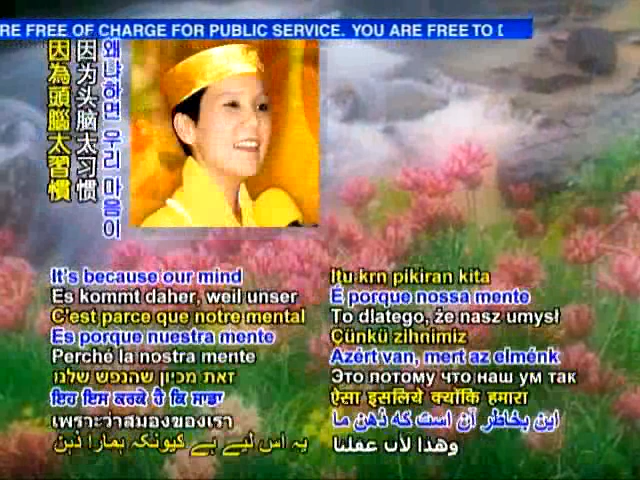 RE FREE OF CHARGE FOR PUBLIC SERVICE. YOU ARE FREE TO D
因為頭腦太習慣
因为头脑太习惯
왜냐하면 우리 마음이
It's because our mind
Es kommt daher, weil unser
C'est parce que notre mental
Es porque nuestra mente
Perché la nostra mente
זאת מכיון שהנפש שלנו
ਇਹ ਇਸ ਕਰਕੇ ਹੈ ਕਿ ਸਾਡਾ
เพราะว่าสมองของเรา
یہ اس لیے ہے کیونکہ ہمارا ذہن
Itu krn pikiran kita
É porque nossa mente
To dlatego, że nasz umysł
Çünkü zihnimiz
Azért van, mert az elménk
Это потому что наш ум так
ऐसा इसलिये क्योंकि हमारा
این بخاطر آن است که ذهن ما
وهذا لأن عقلنا